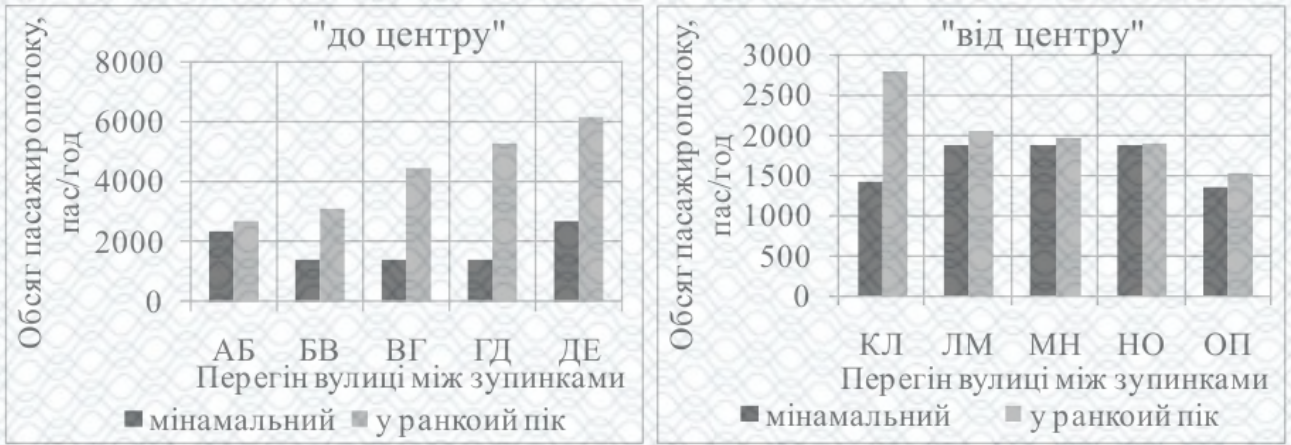 "до центру"
Обсяг пасажиропотоку,
пас/год
8000
6000
4000
2000
0
АБ БВ ВГ ГД ДЕ
Перегін вулиці між зупинками
мінамальний у ранкоий пік
"від центру"
Обсяг пасажиропотоку,
пас/год
3000
2500
2000
1500
1000
500
0
КЛ ЛМ МН НО ОП
Перегін вулиці між зупинками
мінамальний у ранкоий пік